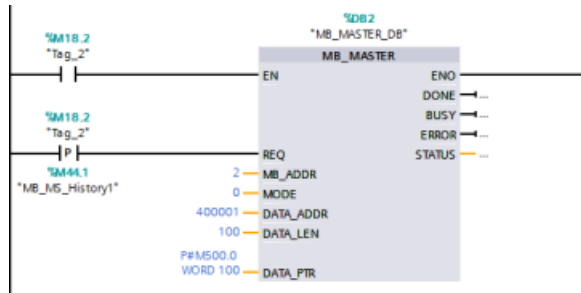 %DB2
"MB_MASTER_DB"
%M18.2
"Tag_2"
MB_MASTER
EN
ENO
DONE
...
BUSY
...
ERROR
...
STATUS
...
%M18.2
"Tag_2"
P
REQ
%M44.1
"MB_MS_History1"
2
MB_ADDR
0
MODE
400001
DATA_ADDR
100
DATA_LEN
P#M500.0
WORD 100
DATA_PTR